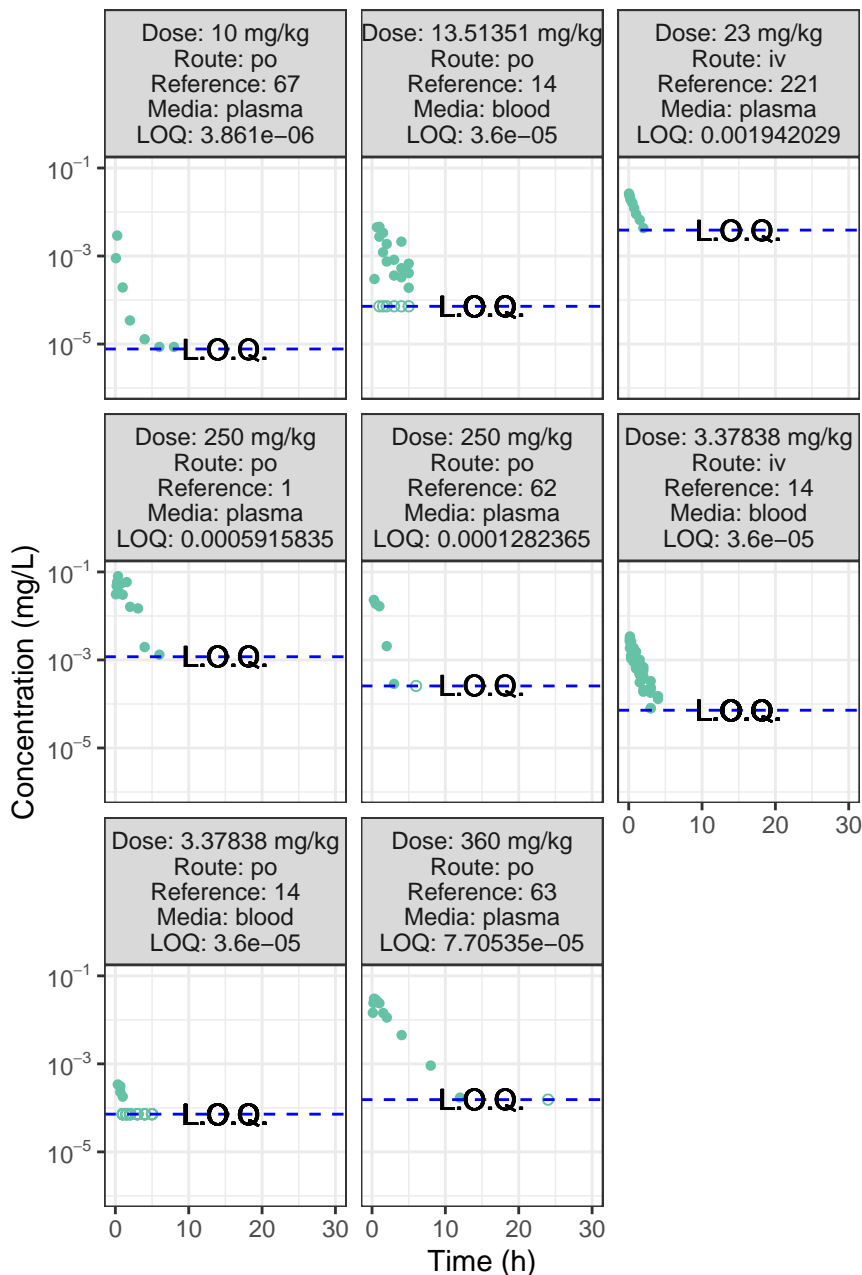 Dose: 10 mg/kg
Route: po
Reference: 67
Media: plasma
LOQ: 3.861e−06
Dose: 13.51351 mg/kg
Route: po
Reference: 14
Media: blood
LOQ: 3.6e−05
Dose: 23 mg/kg
Route: iv
Reference: 221
Media: plasma
LOQ: 0.001942029
10−1
10−3
10−5
L.O.Q.
L.O.Q.
L.O.Q.
Dose: 250 mg/kg
Route: po
Reference: 1
Media: plasma
LOQ: 0.0005915835
Dose: 250 mg/kg
Route: po
Reference: 62
Media: plasma
LOQ: 0.0001282365
Dose: 3.37838 mg/kg
Route: iv
Reference: 14
Media: blood
LOQ: 3.6e−05
Concentration (mg/L)
10−1
10−3
10−5
L.O.Q.
L.O.Q.
L.O.Q.
0 10 20 30
Dose: 3.37838 mg/kg
Route: po
Reference: 14
Media: blood
LOQ: 3.6e−05
Dose: 360 mg/kg
Route: po
Reference: 63
Media: plasma
LOQ: 7.70535e−05
10−1
10−3
10−5
L.O.Q.
L.O.Q.
0 10 20 30
0 10 20 30
Time (h)